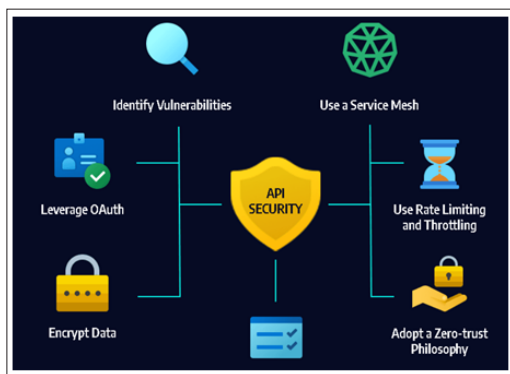 Identify Vulnerabilities
Use a Service Mesh
Leverage OAuth
API
SECURITY
Use Rate Limiting
and Throttling
Encrypt Data
Adopt a Zero-trust
Philosophy